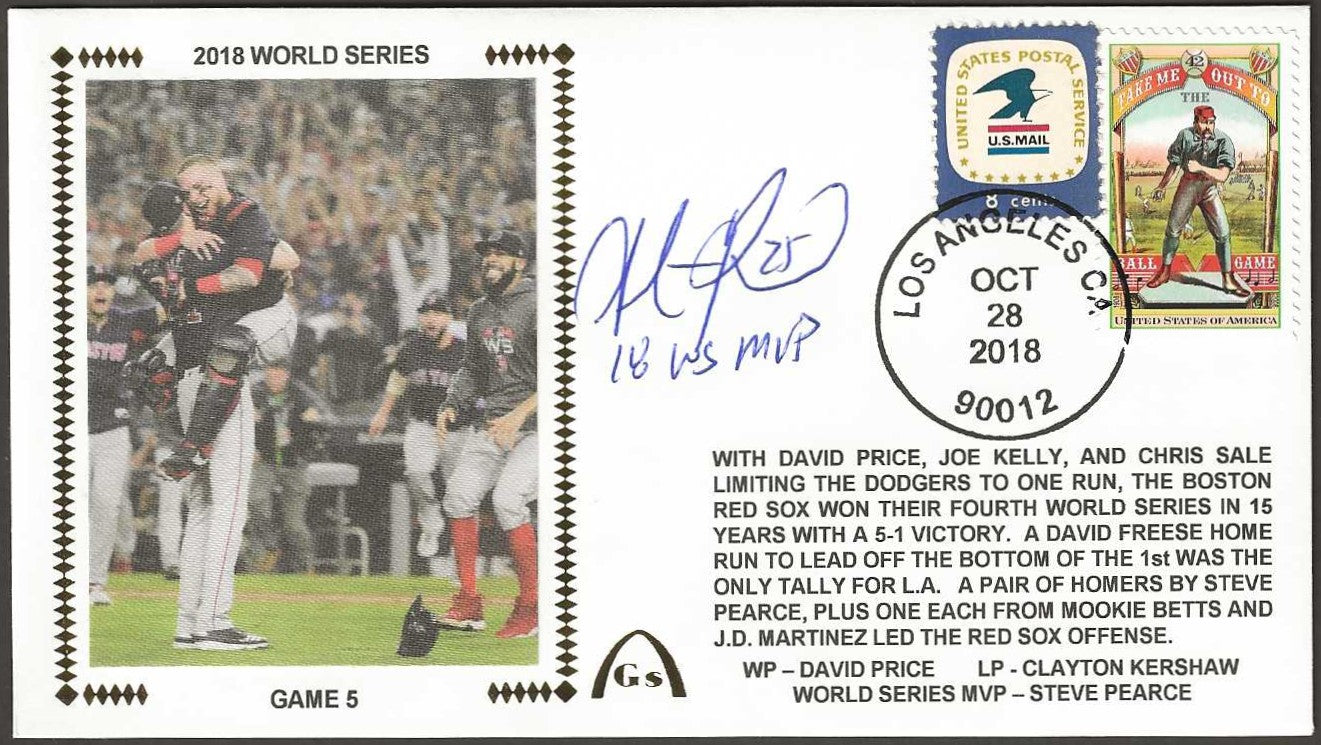 2018 WORLD SERIES
GAME 5
WS
25
18 WS MVP
UNITED STATES POSTAL SERVICE
U.S.MAIL
8 cents
42
TAKE ME OUT TO
THE
BALL GAME
UNITED STATES OF AMERICA
LOS ANGELES CA
OCT
28
2018
90012
WITH DAVID PRICE, JOE KELLY, AND CHRIS SALE
LIMITING THE DODGERS TO ONE RUN, THE BOSTON
RED SOX WON THEIR FOURTH WORLD SERIES IN 15
YEARS WITH A 5-1 VICTORY. A DAVID FREESE HOME
RUN TO LEAD OFF THE BOTTOM OF THE 1st WAS THE
ONLY TALLY FOR L.A. A PAIR OF HOMERS BY STEVE
PEARCE, PLUS ONE EACH FROM MOOKIE BETTS AND
J.D. MARTINEZ LED THE RED SOX OFFENSE.
WP – DAVID PRICE LP - CLAYTON KERSHAW
WORLD SERIES MVP – STEVE PEARCE
Gs